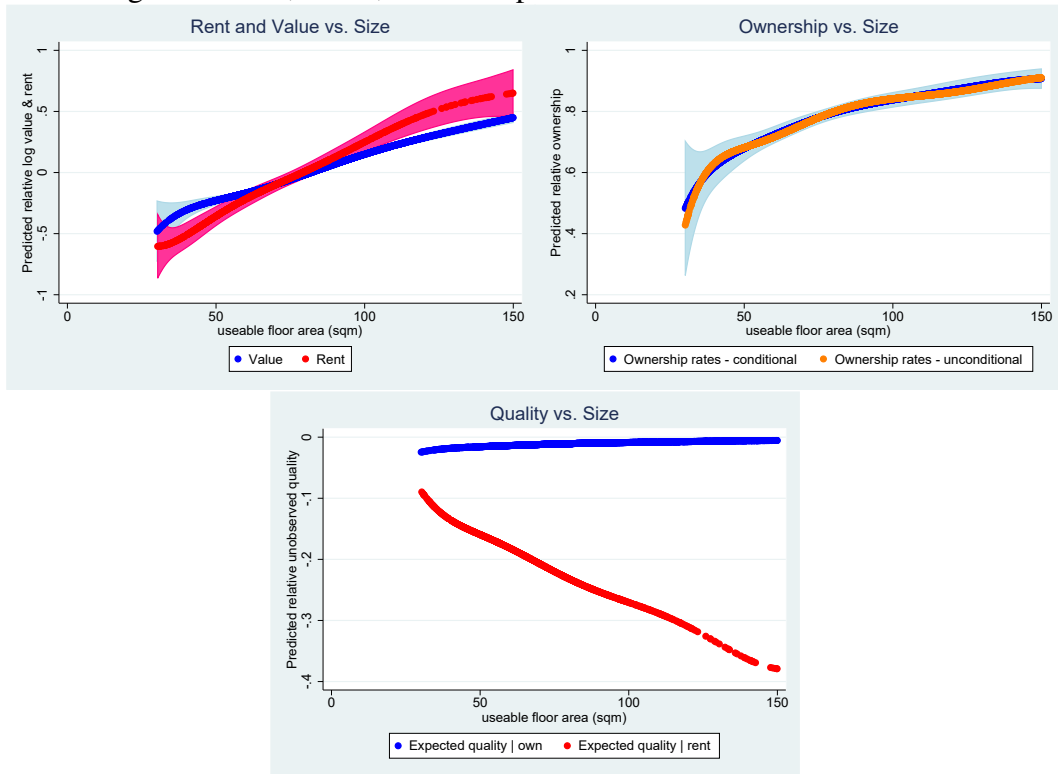 Rent and Value vs. Size
Predicted relative log value & rent
1
.5
0
-.5
-1
0 50 100 150
useable floor area (sqm)
Value Rent
Ownership vs. Size
Predicted relative ownership
1
.8
.6
.4
.2
0 50 100 150
useable floor area (sqm)
Ownership rates - conditional Ownership rates - unconditional
Quality vs. Size
Predicted relative unobserved quality
0
-.1
-.2
-.3
-.4
0 50 100 150
useable floor area (sqm)
Expected quality | own Expected quality | rent